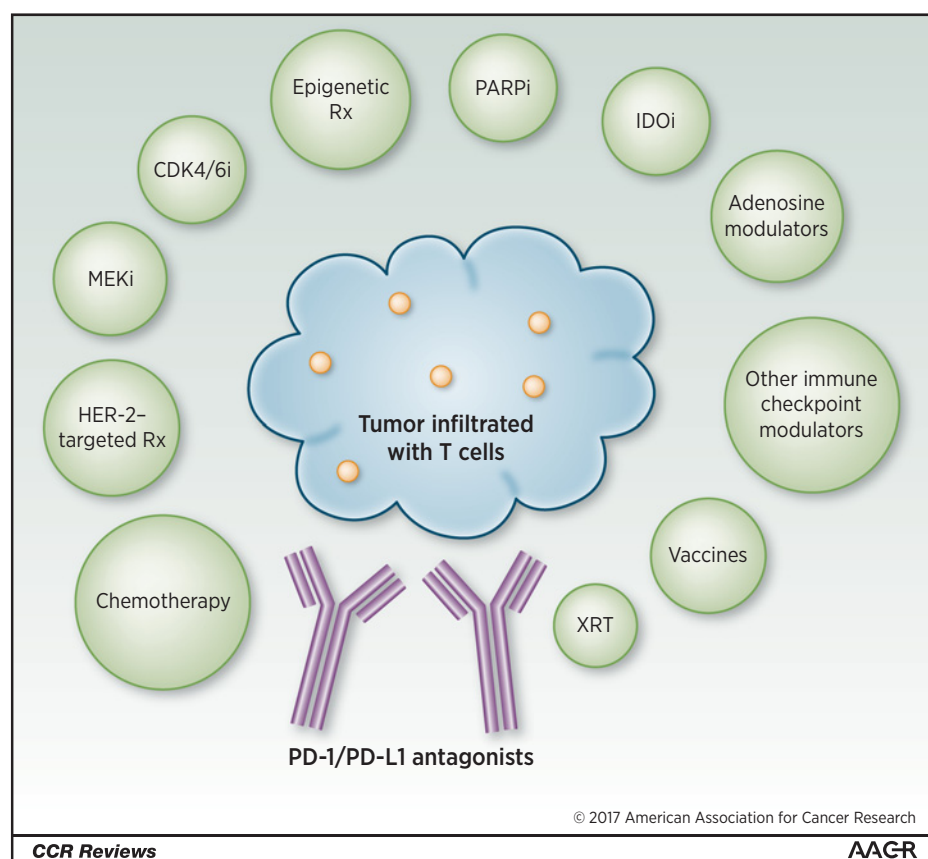 Epigenetic
Rx
PARPi
IDOi
CDK4/6i
Adenosine
modulators
MEKi
Other immune
checkpoint
modulators
HER-2–
targeted Rx
Tumor infiltrated
with T cells
Vaccines
Chemotherapy
XRT
PD-1/PD-L1 antagonists
© 2017 American Association for Cancer Research
CCR Reviews
AACR